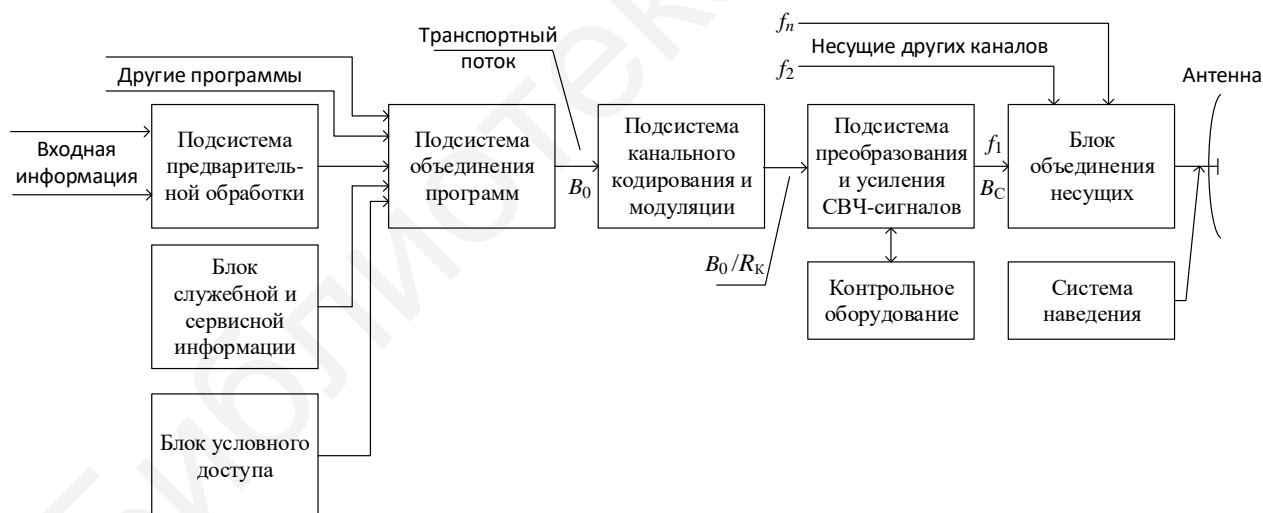 Транспортный
поток
fₙ
Несущие других каналов
f₂
Антенна
Другие программы
Входная
информация
Подсистема
предваритель-
ной обработки
Подсистема
объединения
программ
B₀
Подсистема
канального
кодирования и
модуляции
B₀/Rк
Подсистема
преобразования
и усиления
СВЧ-сигналов
f₁
Bс
Блок
объединения
несущих
Блок
служебной и
сервисной
информации
Контрольное
оборудование
Система
наведения
Блок условного
доступа
Библиотека